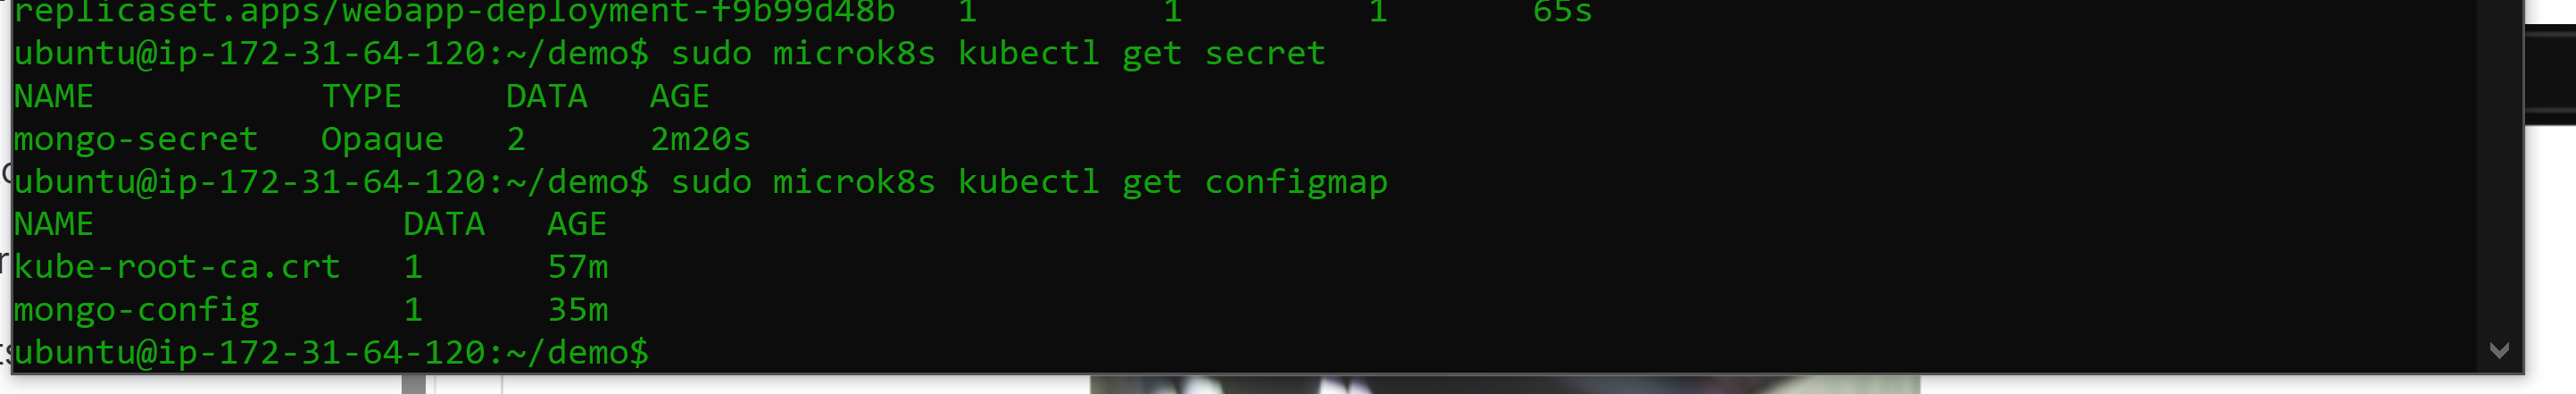 replicaset.apps/webapp-deployment-f9b99d48b   1         1         1       65s
ubuntu@ip-172-31-64-120:~/demo$ sudo microk8s kubectl get secret
NAME           TYPE     DATA   AGE
mongo-secret   Opaque   2      2m20s
ubuntu@ip-172-31-64-120:~/demo$ sudo microk8s kubectl get configmap
NAME               DATA   AGE
kube-root-ca.crt   1      57m
mongo-config       1      35m
ubuntu@ip-172-31-64-120:~/demo$